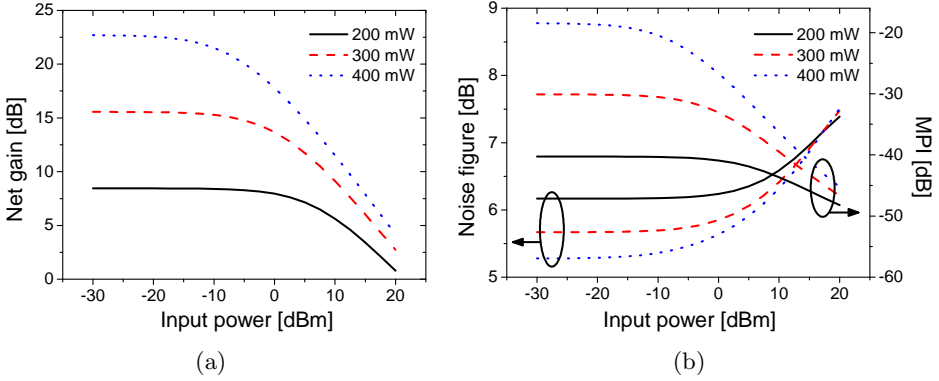 25
20
15
10
5
0
-30
-20
-10
0
10
20
Net gain [dB]
Input power [dBm]
200 mW
300 mW
400 mW
(a)
9
8
7
6
5
-30
-20
-10
0
10
20
Noise figure [dB]
Input power [dBm]
200 mW
300 mW
400 mW
-20
-30
-40
-50
-60
MPI [dB]
(b)